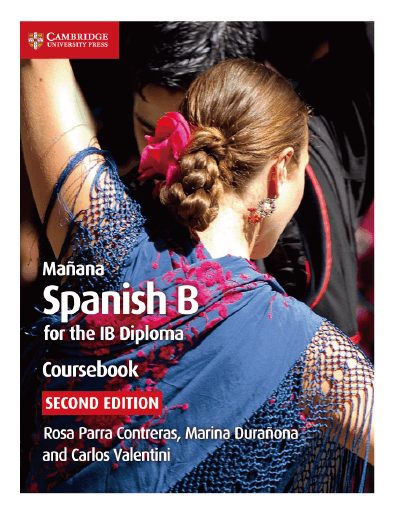 CAMBRIDGE
UNIVERSITY PRESS
Mañana
Spanish B
for the IB Diploma
Coursebook
SECOND EDITION
Rosa Parra Contreras, Marina Durañona
and Carlos Valentini